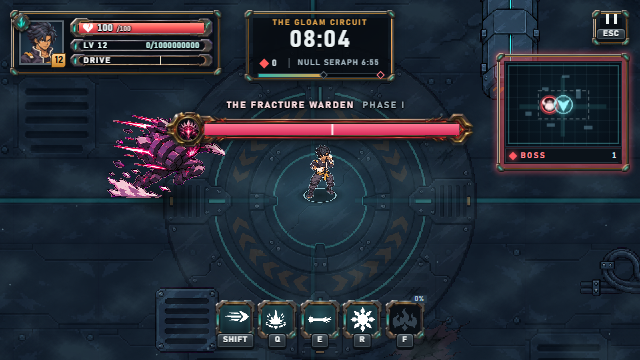 100 /100
LV 12 0/1000000000
DRIVE
12
THE GLOAM CIRCUIT
08:04
0 NULL SERAPH 6:55
ESC
THE FRACTURE WARDEN PHASE I
BOSS 1
0%
SHIFT Q E R F